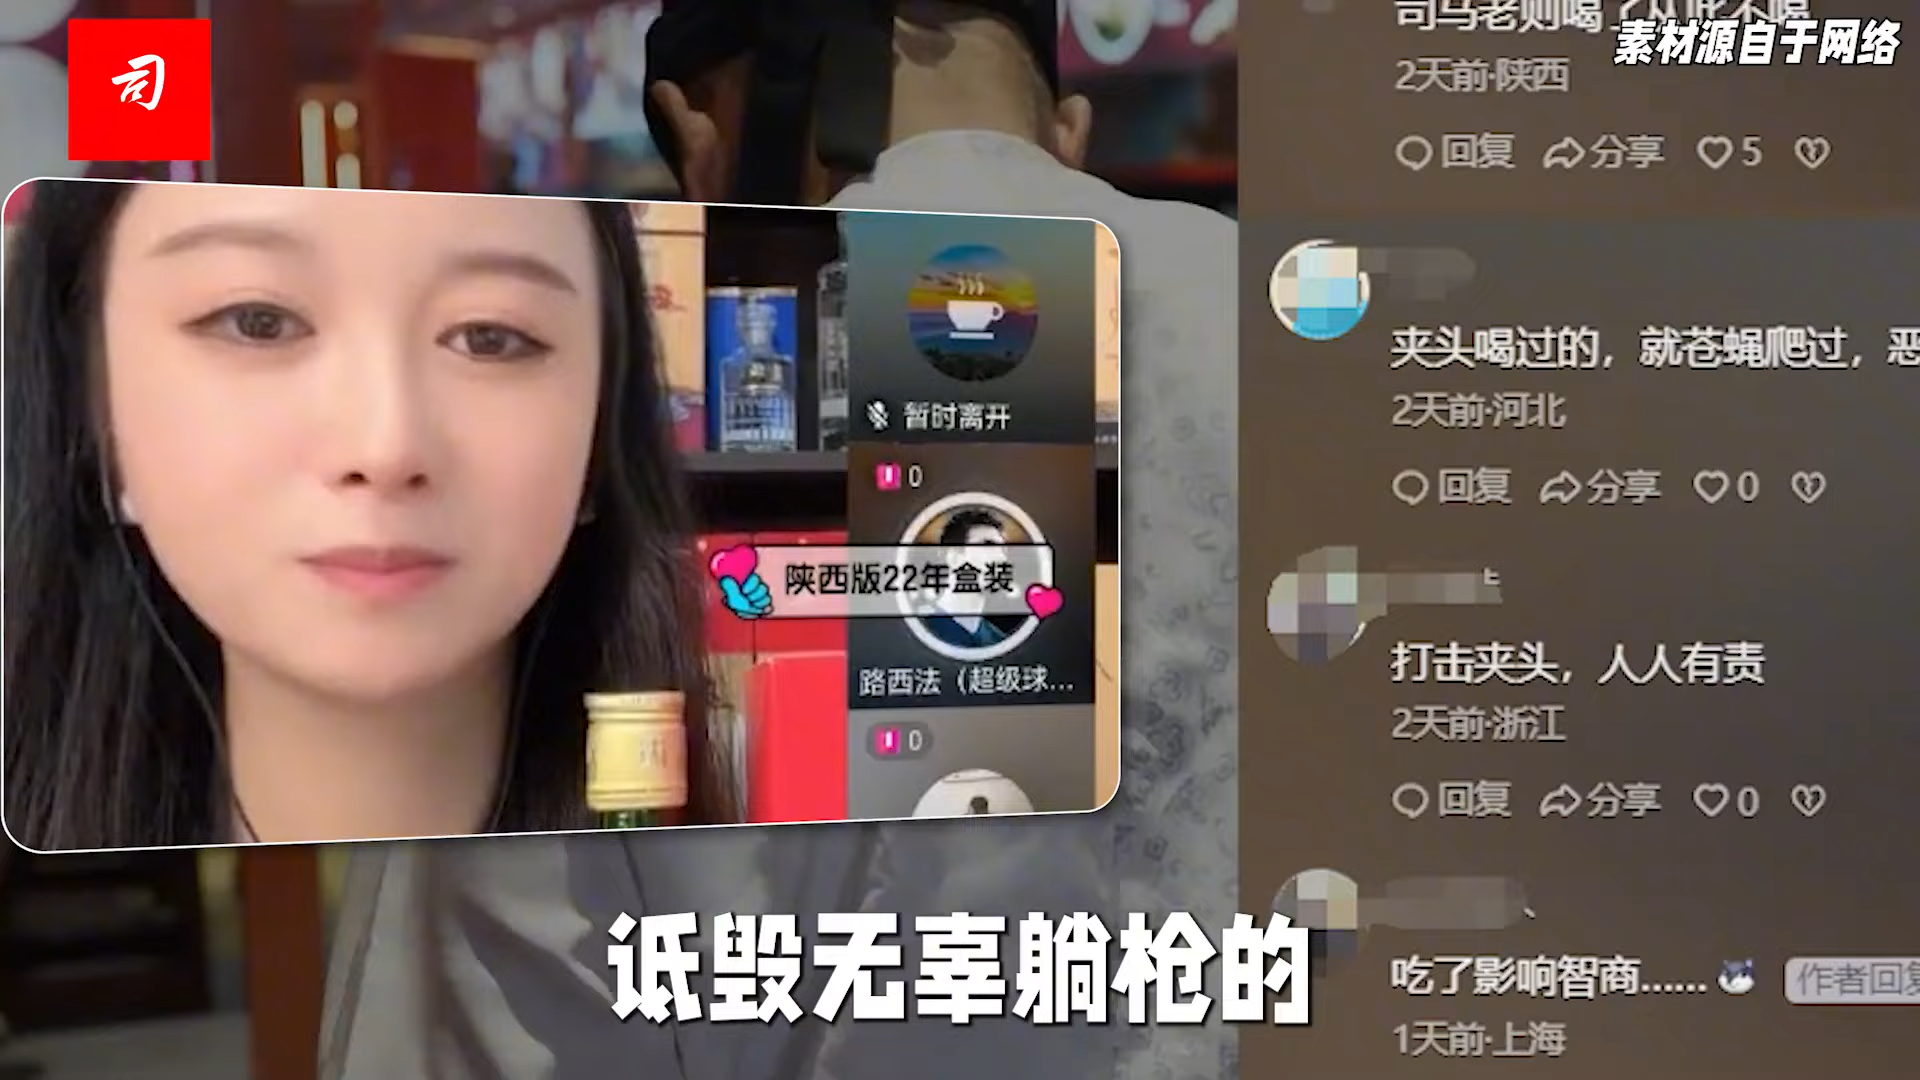 司
素材源自于网络
2天前·陕西
回复 分享 5
夹头喝过的，就苍蝇爬过，恶
2天前·河北
回复 分享 0
打击夹头，人人有责
2天前·浙江
回复 分享 0
吃了影响智商...... 作者回复
1天前·上海
暂时离开
0
陕西版22年盒装
路西法（超级球...
0
诋毁无辜躺枪的